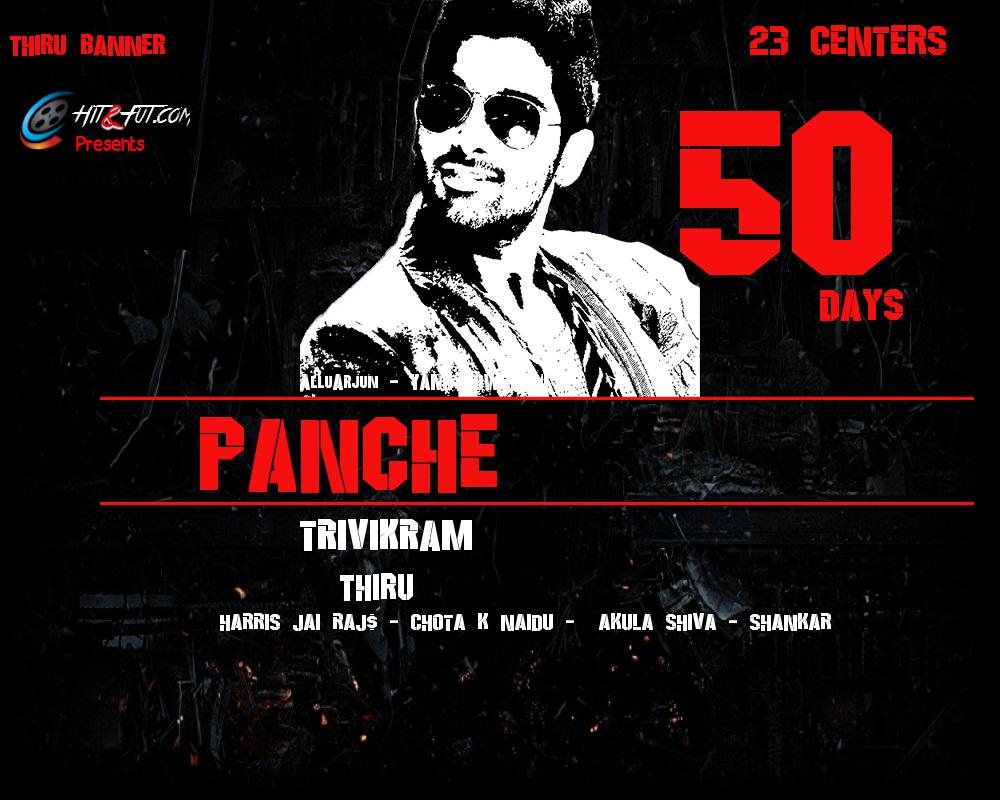 THIRU BANNER
23 CENTERS
HIT&FUT.COM
Presents
50
DAYS
ALLUARJUN -
PANCHE
TRIVIKRAM
THIRU
HARRIS JAI RAJS - CHOTA K NAIDU - AKULA SHIVA - SHANKAR